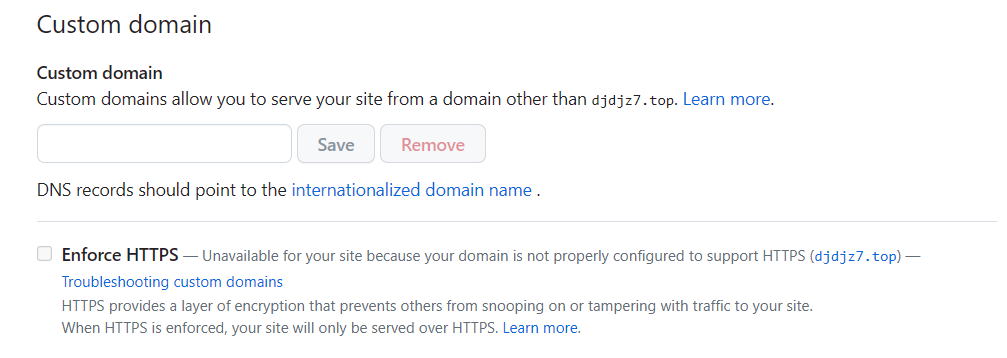 Custom domain
Custom domain
Custom domains allow you to serve your site from a domain other than djdjz7.top. Learn more.
Save Remove
DNS records should point to the internationalized domain name .
Enforce HTTPS — Unavailable for your site because your domain is not properly configured to support HTTPS (djdjz7.top) —
Troubleshooting custom domains
HTTPS provides a layer of encryption that prevents others from snooping on or tampering with traffic to your site.
When HTTPS is enforced, your site will only be served over HTTPS. Learn more.